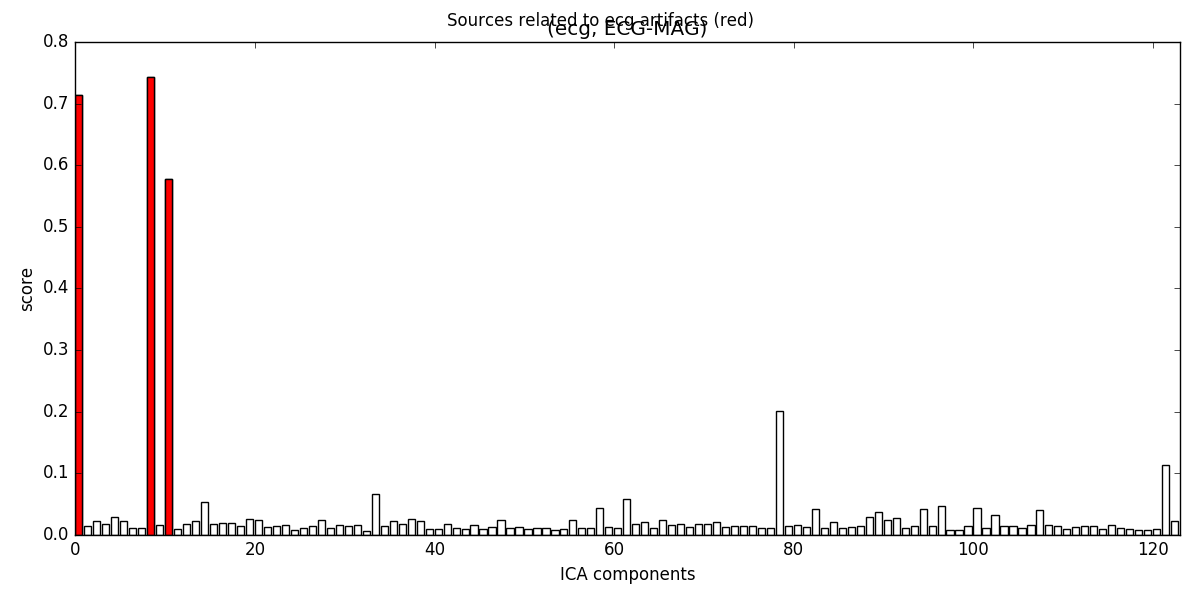 Sources related to ecg artifacts (red)
(ecg, ECG-MAG)
0.8
0.7
0.6
0.5
0.4
0.3
0.2
0.1
0.0
score
0 20 40 60 80 100 120
ICA components